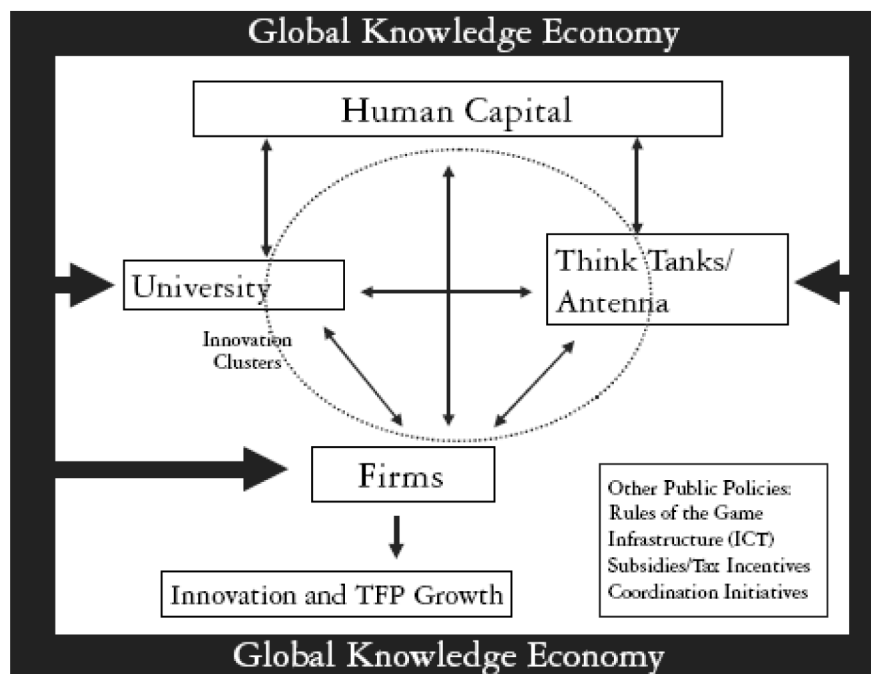 Global Knowledge Economy
Human Capital
University
Think Tanks/
Antenna
Innovation
Clusters
Firms
Other Public Policies:
Rules of the Game
Infrastructure (ICT)
Subsidies/Tax Incentives
Coordination Initiatives
Innovation and TFP Growth
Global Knowledge Economy